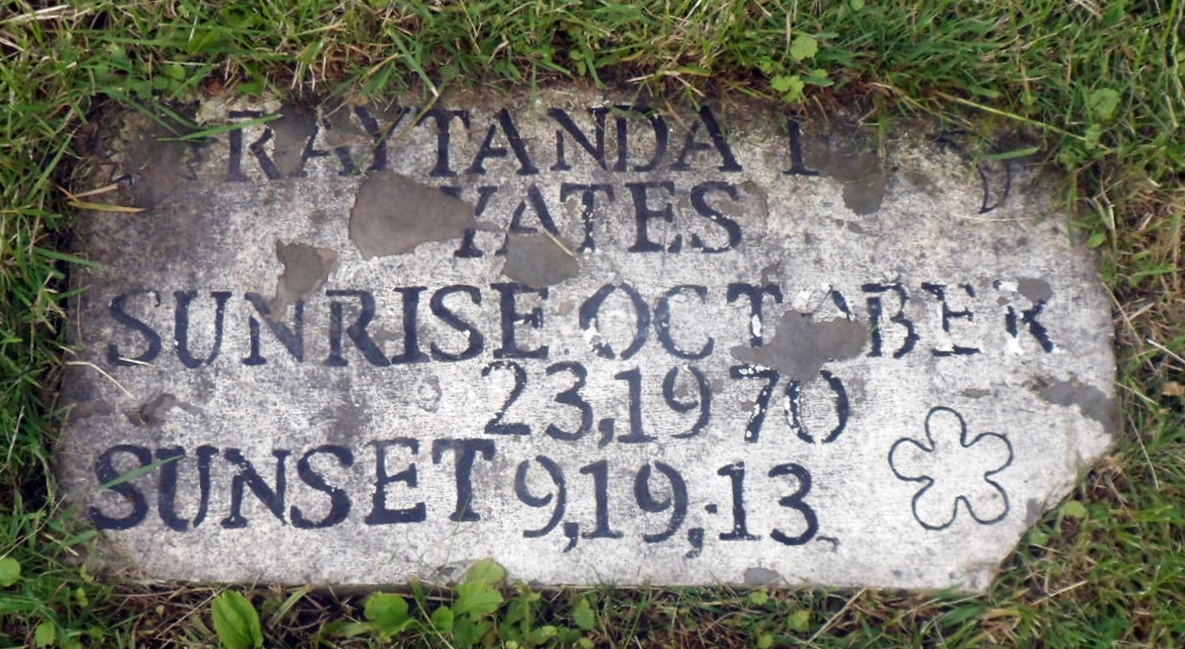 RAYTANDA
YATES
SUNRISE OCTOBER
23,1970
SUNSET 9,19,13